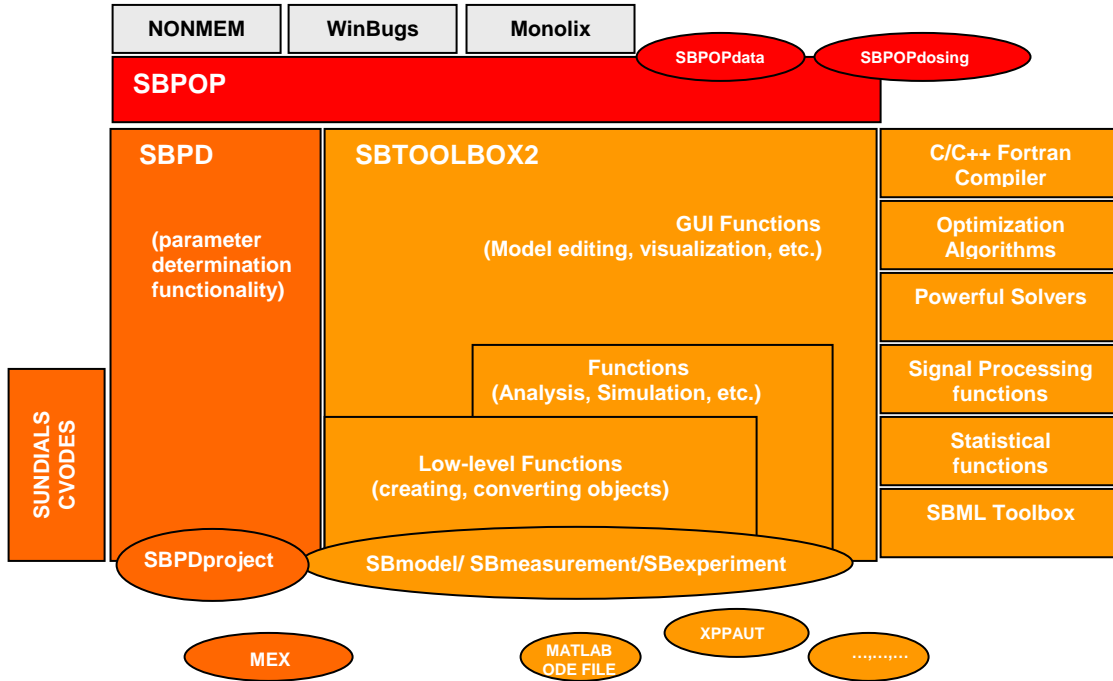 NONMEM
WinBugs
Monolix
SBPOPdata
SBPOPdosing
SBPOP
SBPD
(parameter
determination
functionality)
SBTOOLBOX2
GUI Functions
(Model editing, visualization, etc.)
Functions
(Analysis, Simulation, etc.)
Low-level Functions
(creating, converting objects)
C/C++ Fortran
Compiler
Optimization
Algorithms
Powerful Solvers
Signal Processing
functions
Statistical
functions
SBML Toolbox
SUNDIALS
CVODES
SBPDproject
SBmodel/ SBmeasurement/SBexperiment
MEX
MATLAB
ODE FILE
XPPAUT
...,...,...